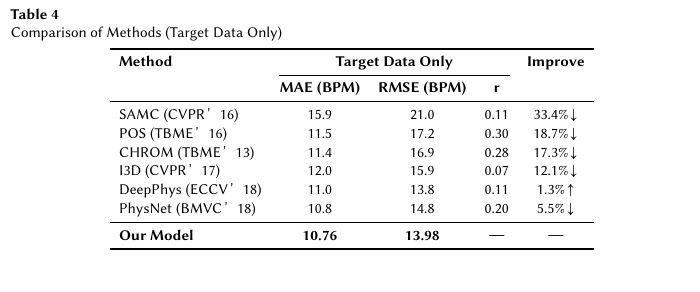 Table 4
Comparison of Methods (Target Data Only)
Method Target Data Only Improve
MAE (BPM) RMSE (BPM) r
SAMC (CVPR’ 16) 15.9 21.0 0.11 33.4%↓
POS (TBME’ 16) 11.5 17.2 0.30 18.7%↓
CHROM (TBME’ 13) 11.4 16.9 0.28 17.3%↓
I3D (CVPR’ 17) 12.0 15.9 0.07 12.1%↓
DeepPhys (ECCV’ 18) 11.0 13.8 0.11 1.3%↑
PhysNet (BMVC’ 18) 10.8 14.8 0.20 5.5%↓
Our Model 10.76 13.98 — —